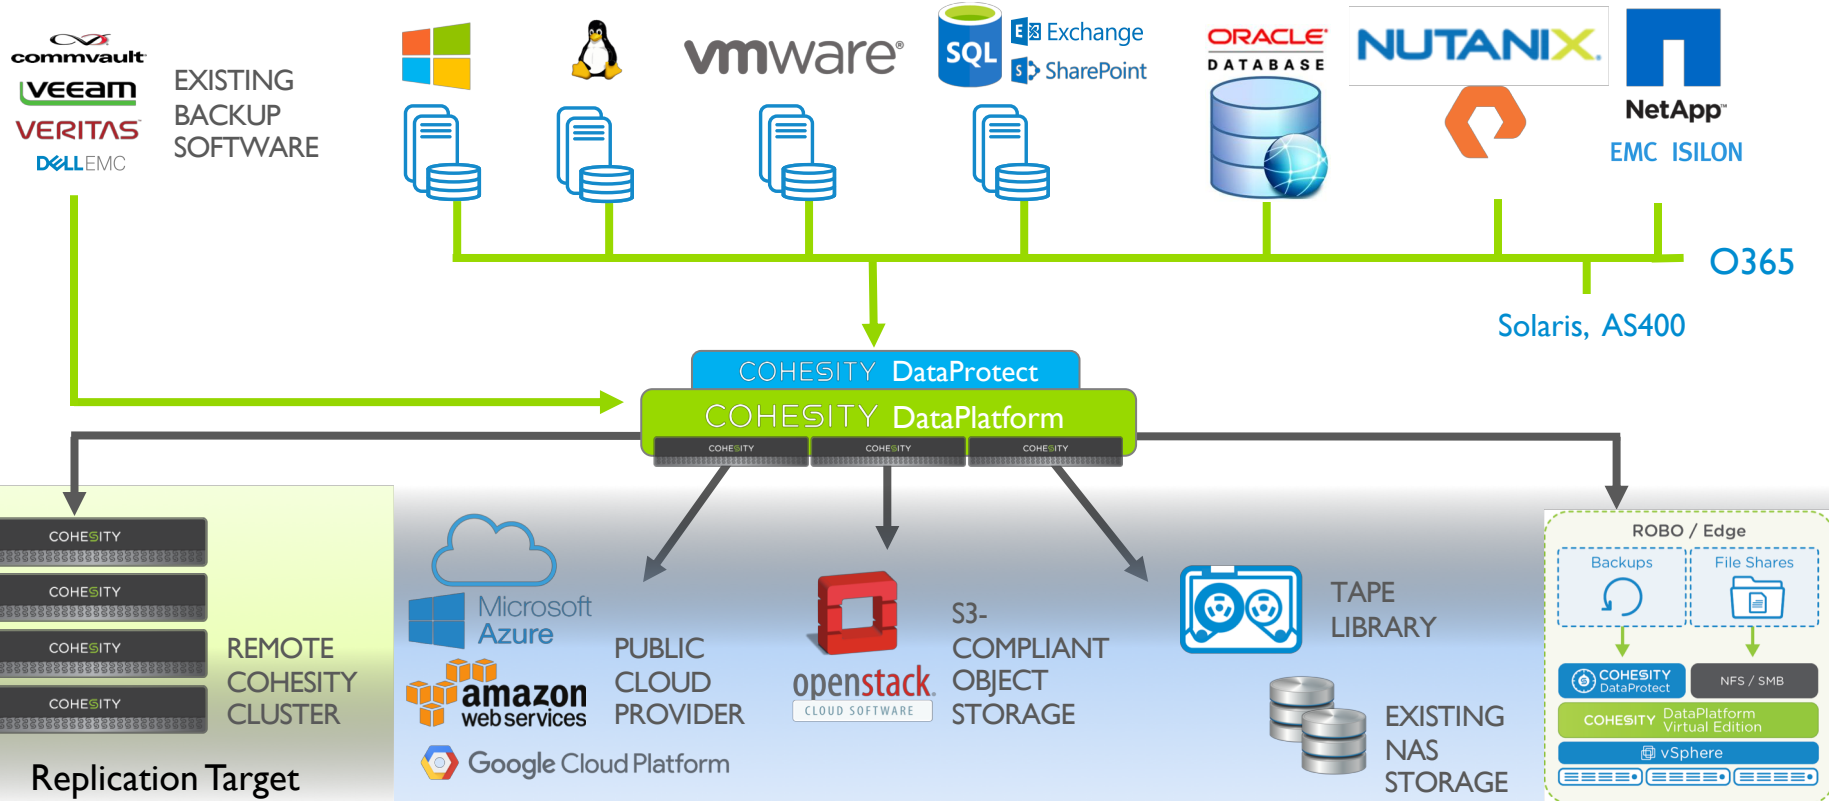 commvault
veeam
VERITAS
DELLEMC
EXISTING
BACKUP
SOFTWARE
vmware®
SQL
E Exchange
S SharePoint
ORACLE®
DATABASE
NUTANIX®
NetApp™
EMC ISILON
O365
Solaris, AS400
COHESITY DataProtect
COHESITY DataPlatform
COHESITY
COHESITY
COHESITY
COHESITY
COHESITY
COHESITY
COHESITY
REMOTE
COHESITY
CLUSTER
Replication Target
Microsoft
Azure
amazon
webservices
Google Cloud Platform
PUBLIC
CLOUD
PROVIDER
openstack.
CLOUD SOFTWARE
S3-
COMPLIANT
OBJECT
STORAGE
TAPE
LIBRARY
EXISTING
NAS
STORAGE
ROBO / Edge
Backups
File Shares
COHESITY
DataProtect
NFS / SMB
COHESITY DataPlatform
Virtual Edition
vSphere